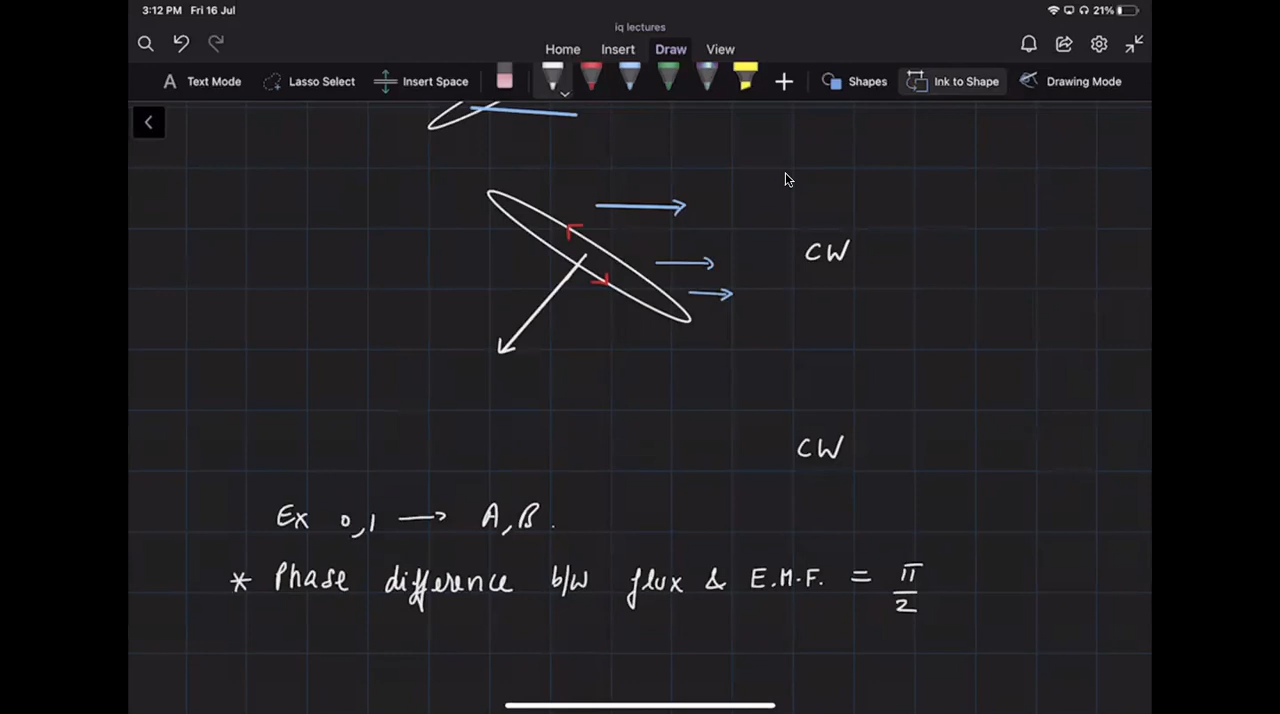 3:12 PM Fri 16 Jul 21%
iq lectures
Home Insert Draw View
A Text Mode Lasso Select Insert Space Shapes Ink to Shape Drawing Mode
CW
CW
Ex 0,1 → A,B.
* Phase difference b/w flux & E.M.F. = π/2